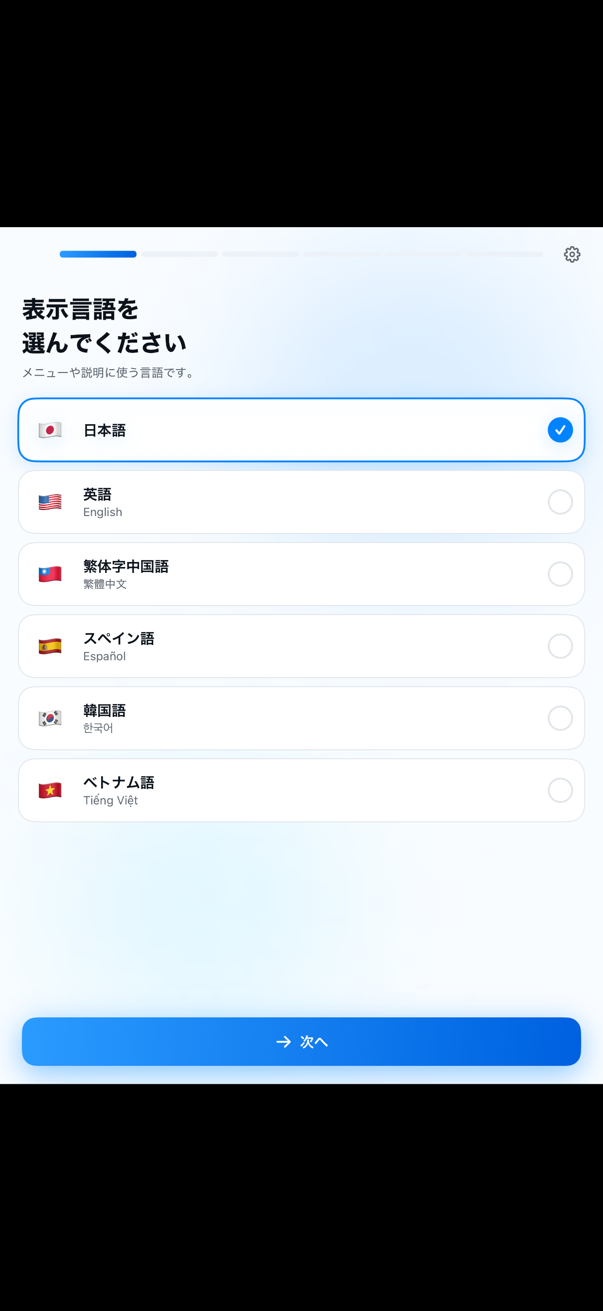 表示言語を
選んでください
メニューや説明に使う言語です。
日本語
英語
English
繁体字中国語
繁體中文
スペイン語
Español
韓国語
한국어
ベトナム語
Tiếng Việt
次へ